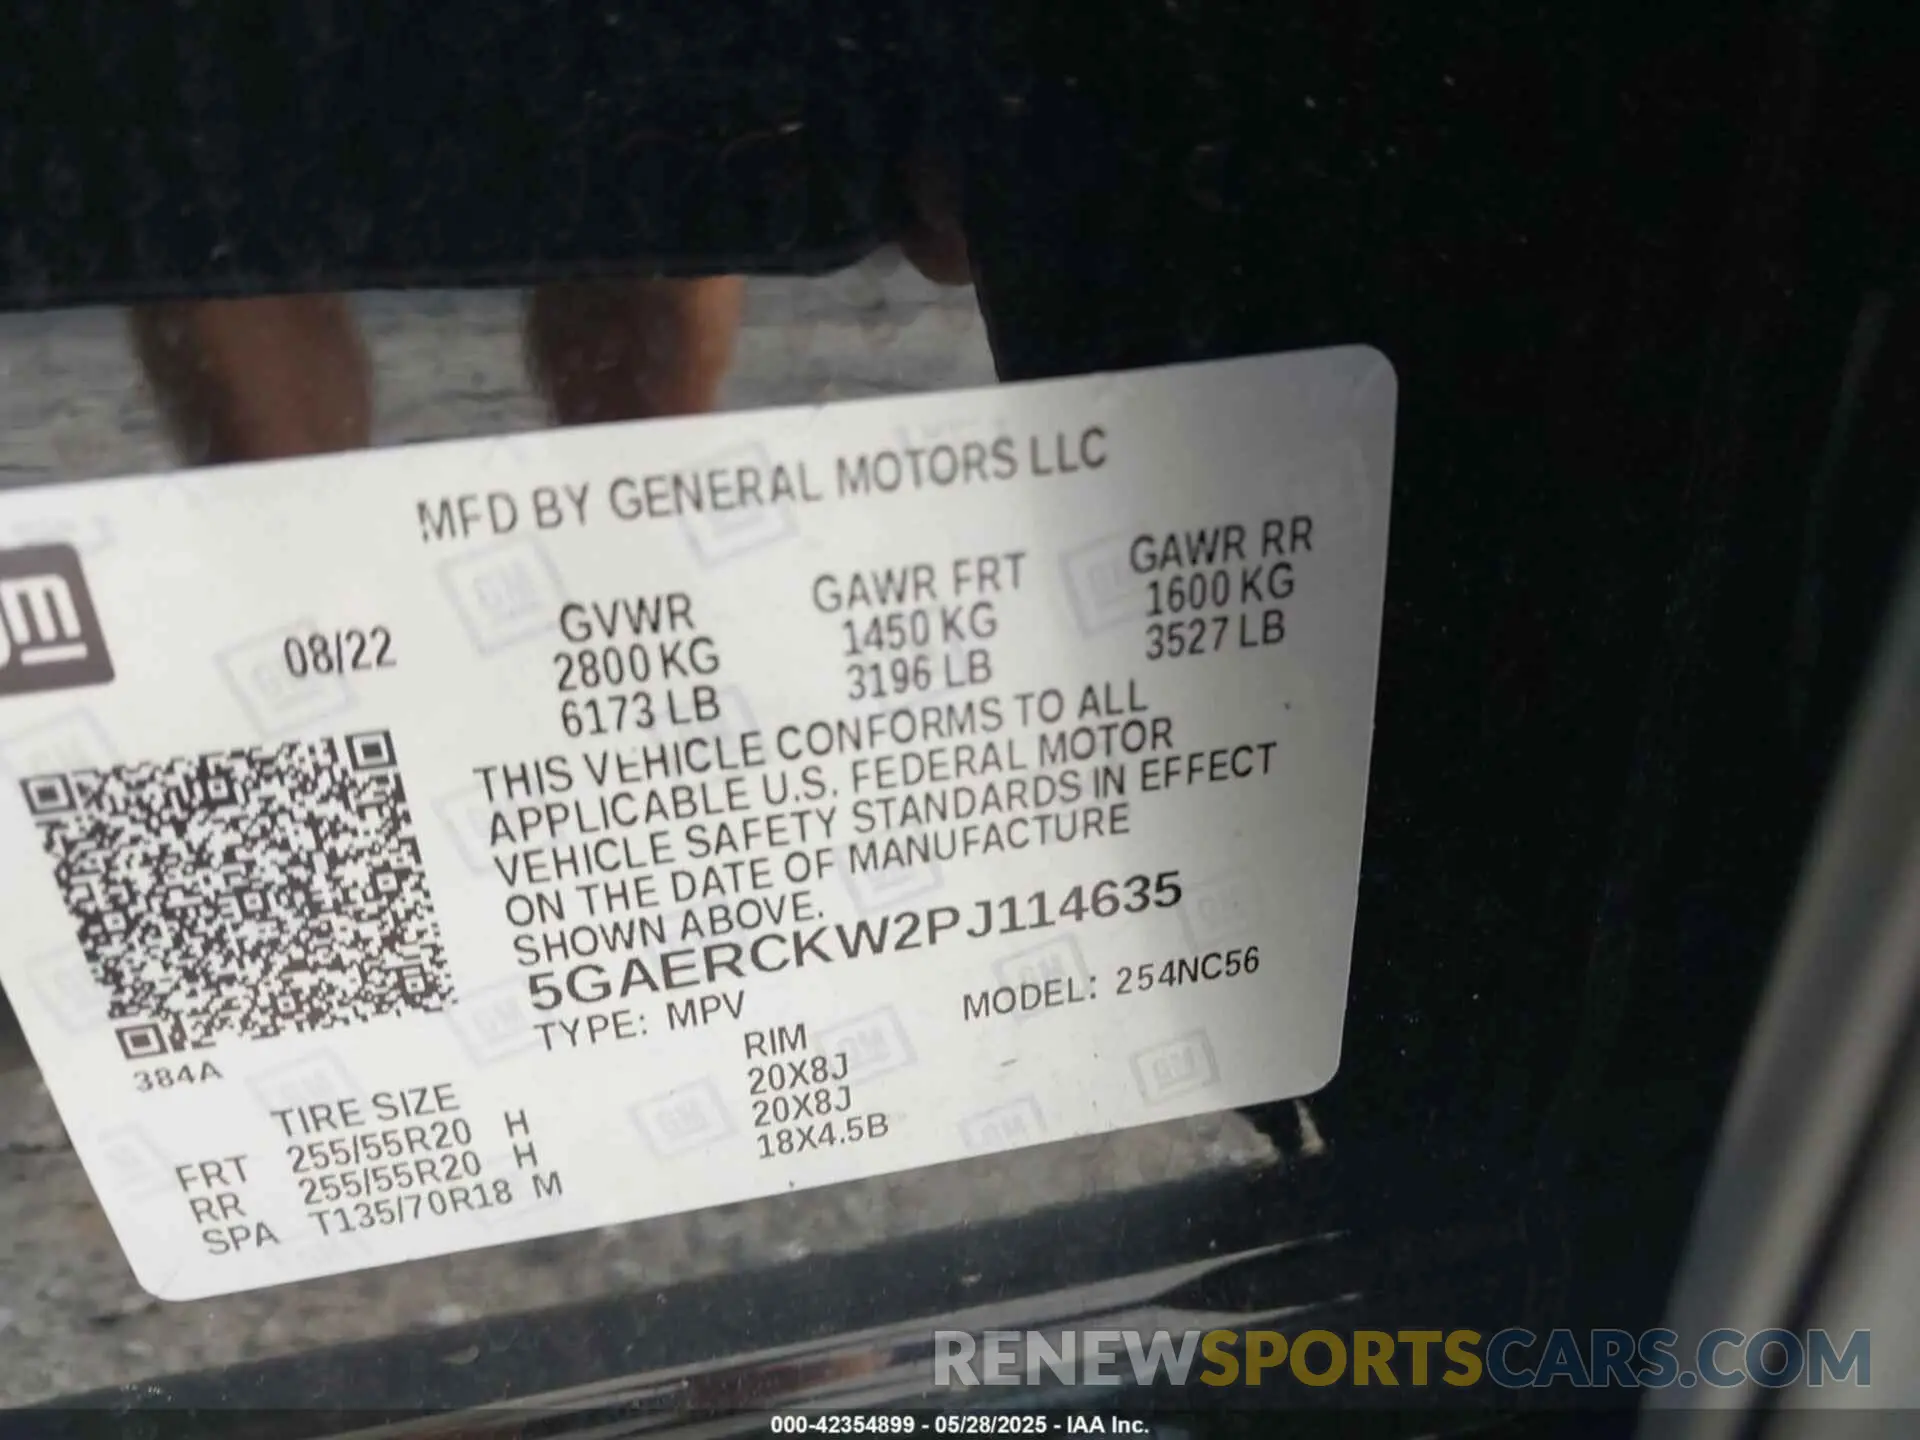 MFD BY GENERAL MOTORS LLC
gm
08/22
GVWR
2800 KG
6173 LB
GAWR FRT
1450 KG
3196 LB
GAWR RR
1600 KG
3527 LB
THIS VEHICLE CONFORMS TO ALL
APPLICABLE U.S. FEDERAL MOTOR
VEHICLE SAFETY STANDARDS IN EFFECT
ON THE DATE OF MANUFACTURE
SHOWN ABOVE.
5GAERCKW2PJ114635
TYPE: MPV
MODEL: 254NC56
384A
TIRE SIZE RIM
FRT 255/55R20 H 20X8J
RR 255/55R20 H 20X8J
SPA T135/70R18 M 18X4.5B
RENEWSPORTSCARS.COM
000-42354899 - 05/28/2025 - IAA Inc.